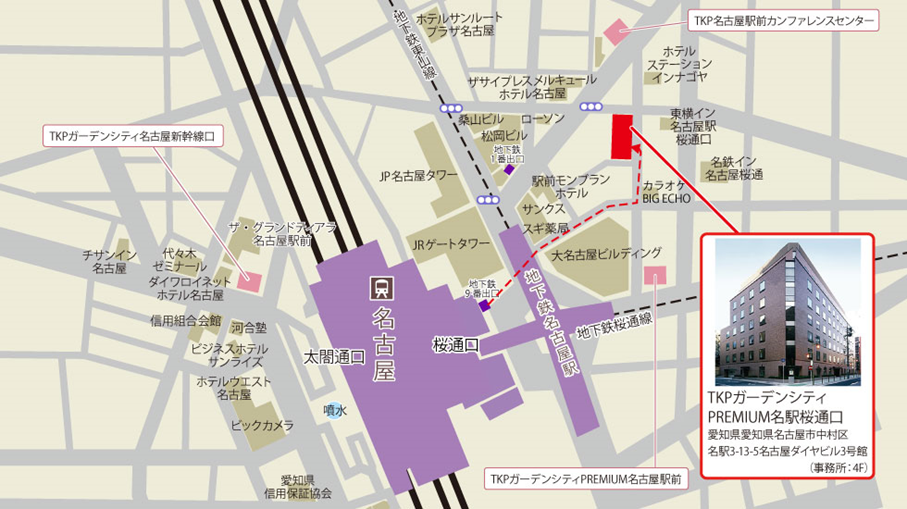 ホテルサンルート
プラザ名古屋
地下鉄東山線
TKP名古屋駅前カンファレンスセンター
ホテル
ステーション
インナゴヤ
ザサイプレスメルキュール
ホテル名古屋
桑山ビル
ローソン
松岡ビル
地下鉄
1番出口
東横イン
名古屋駅
桜通口
名鉄イン
名古屋桜通
TKPガーデンシティ名古屋新幹線口
JP名古屋タワー
駅前モンブラン
ホテル
カラオケ
BIG ECHO
サンクス
スギ薬局
ザ・グランドティアラ
名古屋駅前
JRゲートタワー
大名古屋ビルヂング
チサンイン
名古屋
代々木
ゼミナール
ダイワロイネット
ホテル名古屋
地下鉄
9番出口
地下鉄名古屋駅
名古屋
信用組合会館
河合塾
地下鉄桜通線
桜通口
太閤通口
ビジネスホテル
サンライズ
ホテルウエスト
名古屋
噴水
ビックカメラ
TKPガーデンシティ
PREMIUM名駅桜通口
愛知県愛知県名古屋市中村区
名駅3-13-5名古屋ダイヤビル3号館
（事務所：4F）
TKPガーデンシティPREMIUM名古屋駅前
愛知県
信用保証協会